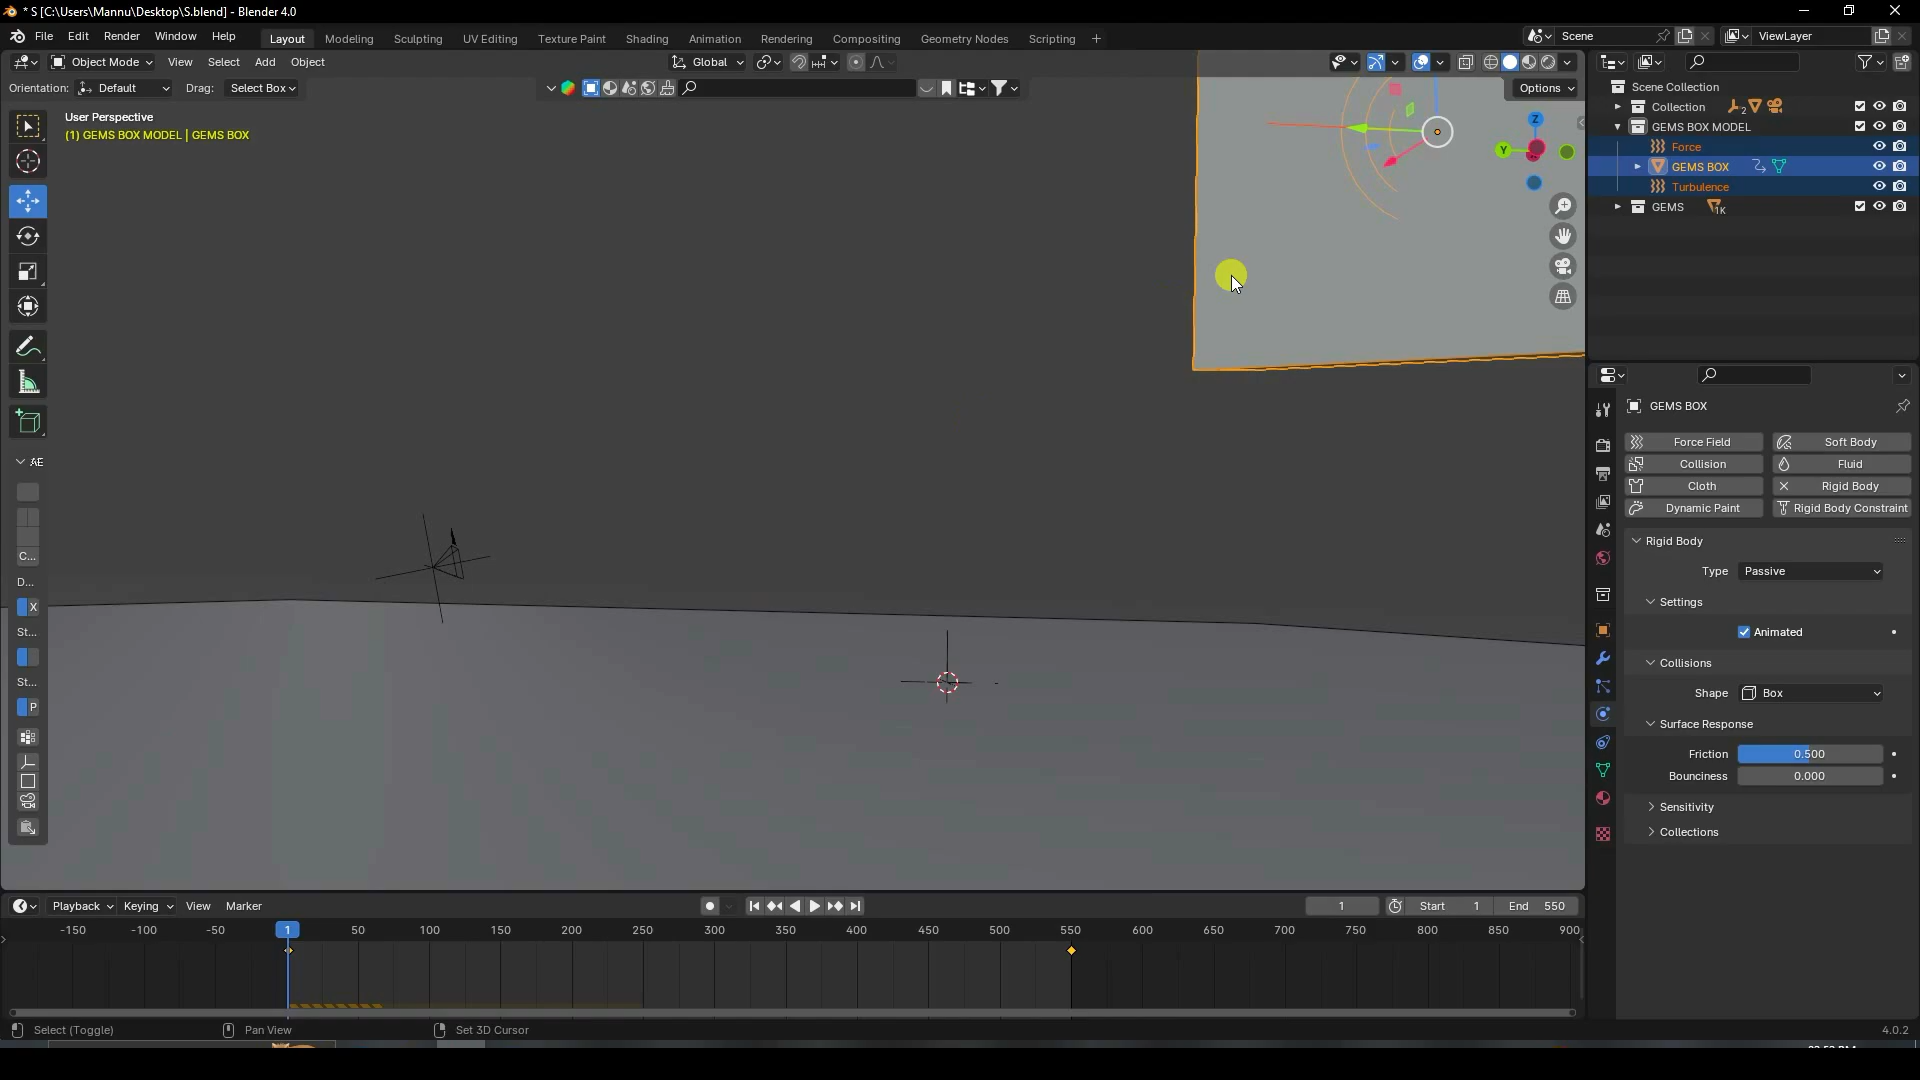 * S [C:\Users\Mannu\Desktop\S.blend] - Blender 4.0
File Edit Render Window Help
Layout Modeling Sculpting UV Editing Texture Paint Shading Animation Rendering Compositing Geometry Nodes Scripting +
Scene
ViewLayer
Object Mode View Select Add Object
Global
Orientation: Default Drag: Select Box
Options
User Perspective
(1) GEMS BOX MODEL | GEMS BOX
Z
Y
AE
C...
D...
X
St...
St...
P
Scene Collection
Collection 2
GEMS BOX MODEL
Force
GEMS BOX
Turbulence
GEMS 1K
GEMS BOX
Force Field Soft Body
Collision Fluid
Cloth Rigid Body
Dynamic Paint Rigid Body Constraint
Rigid Body
Type Passive
Settings
Animated
Collisions
Shape Box
Surface Response
Friction 0.500
Bounciness 0.000
Sensitivity
Collections
Playback Keying View Marker
1 Start 1 End 550
-150 -100 -50 1 50 100 150 200 250 300 350 400 450 500 550 600 650 700 750 800 850 900
Select (Toggle) Pan View Set 3D Cursor
4.0.2